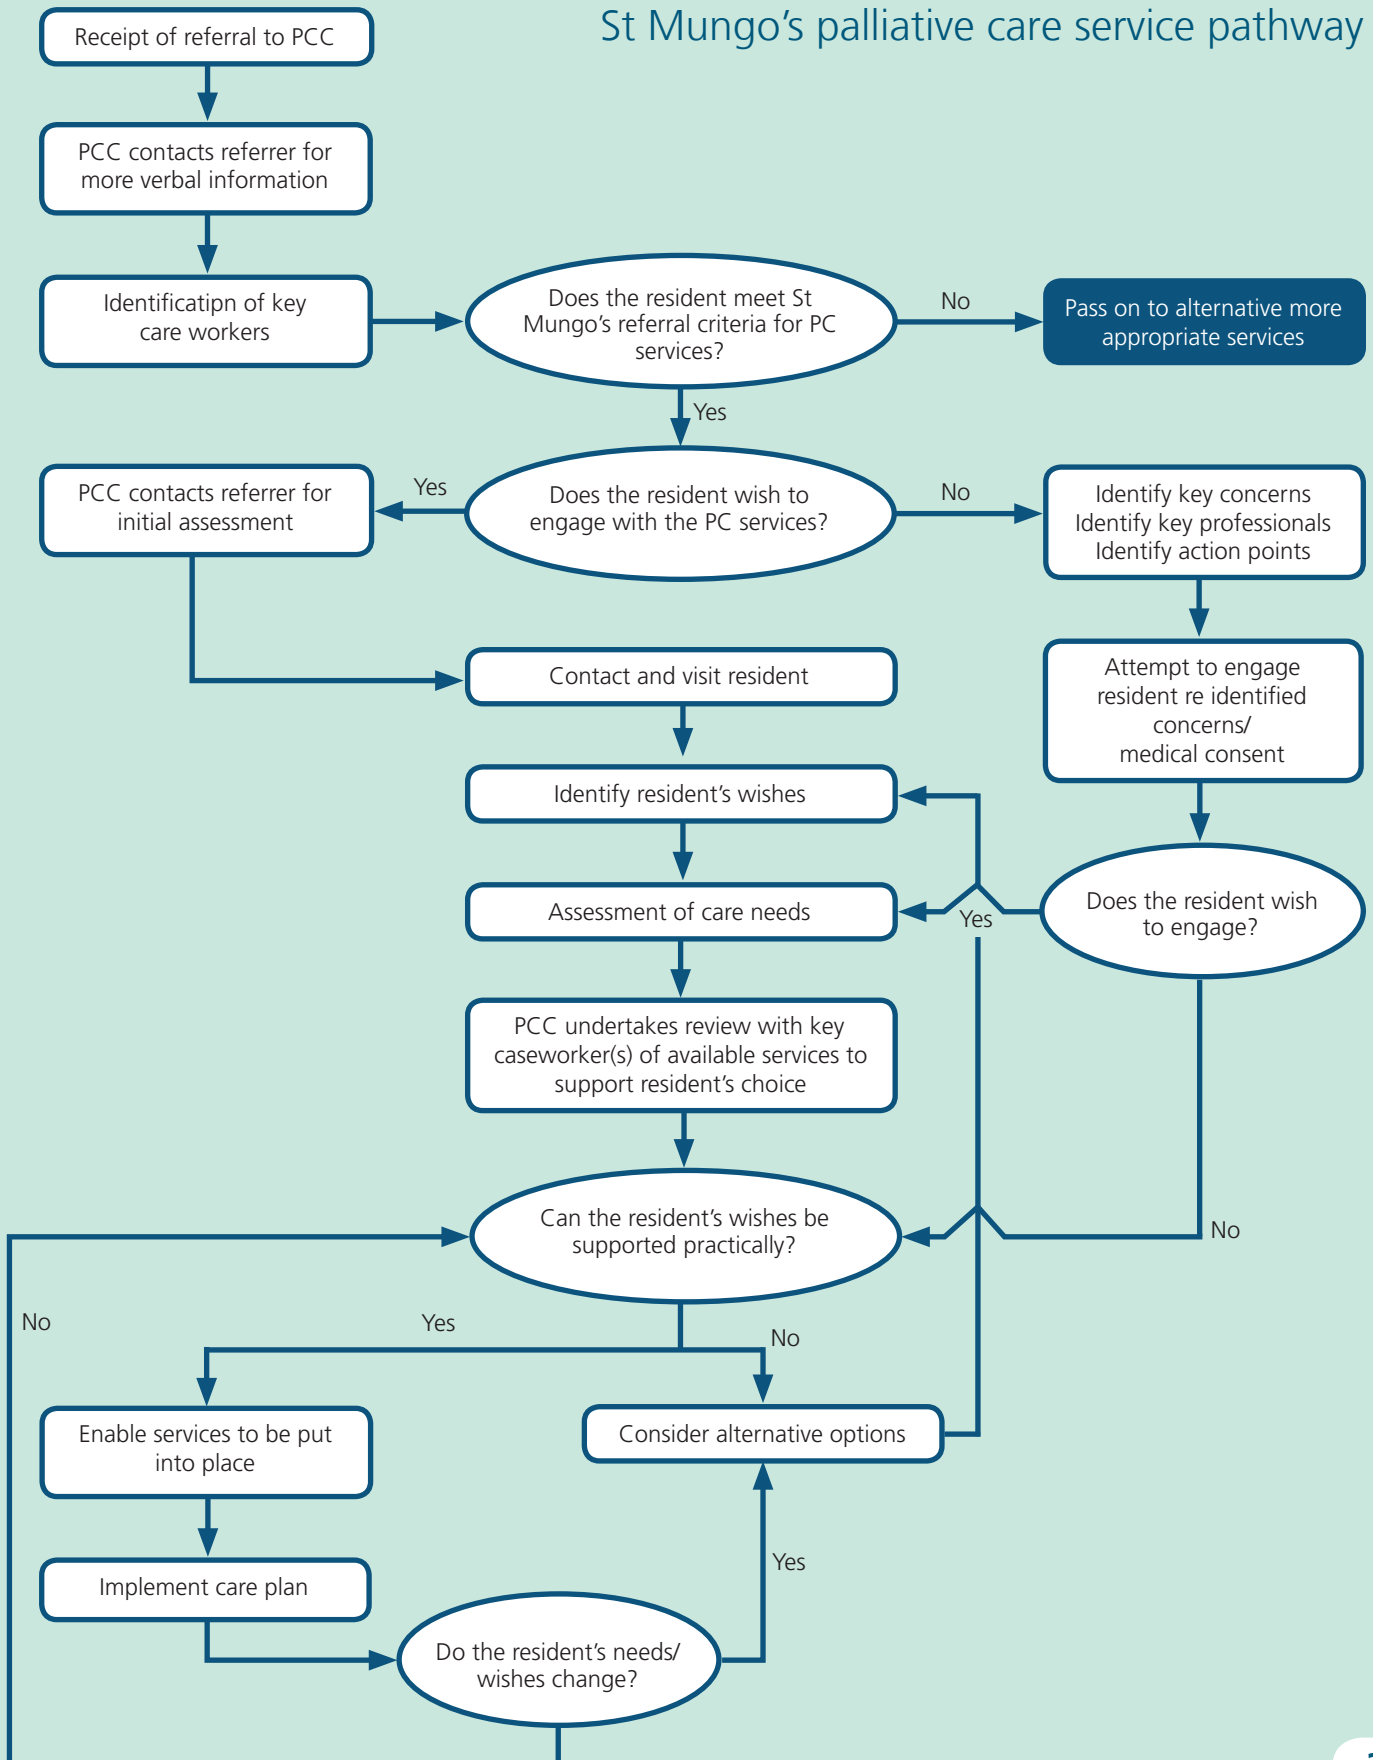 St Mungo's palliative care service pathway
Receipt of referral to PCC
PCC contacts referrer for
more verbal information
Identificatipn of key
care workers
Does the resident meet St
Mungo's referral criteria for PC
services?
No
Pass on to alternative more
appropriate services
Yes
Does the resident wish to
engage with the PC services?
Yes
PCC contacts referrer for
initial assessment
No
Identify key concerns
Identify key professionals
Identify action points
Contact and visit resident
Attempt to engage
resident re identified
concerns/
medical consent
Identify resident's wishes
Does the resident wish
to engage?
Yes
Assessment of care needs
PCC undertakes review with key
caseworker(s) of available services to
support resident's choice
Can the resident's wishes be
supported practically?
No
No
Yes
No
Enable services to be put
into place
Consider alternative options
Implement care plan
Yes
Do the resident's needs/
wishes change?